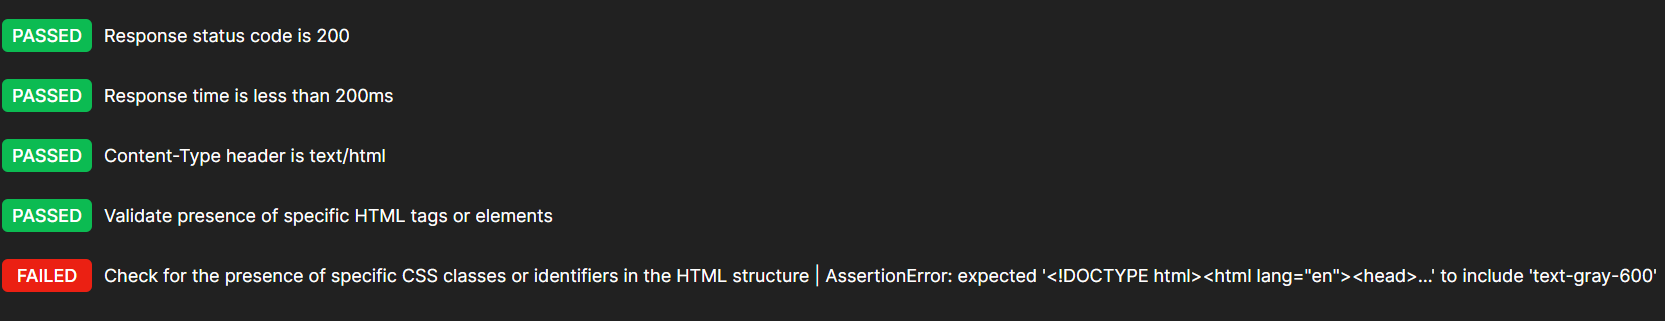 PASSED Response status code is 200
PASSED Response time is less than 200ms
PASSED Content-Type header is text/html
PASSED Validate presence of specific HTML tags or elements
FAILED Check for the presence of specific CSS classes or identifiers in the HTML structure | AssertionError: expected '<!DOCTYPE html><html lang="en"><head>...' to include 'text-gray-600'